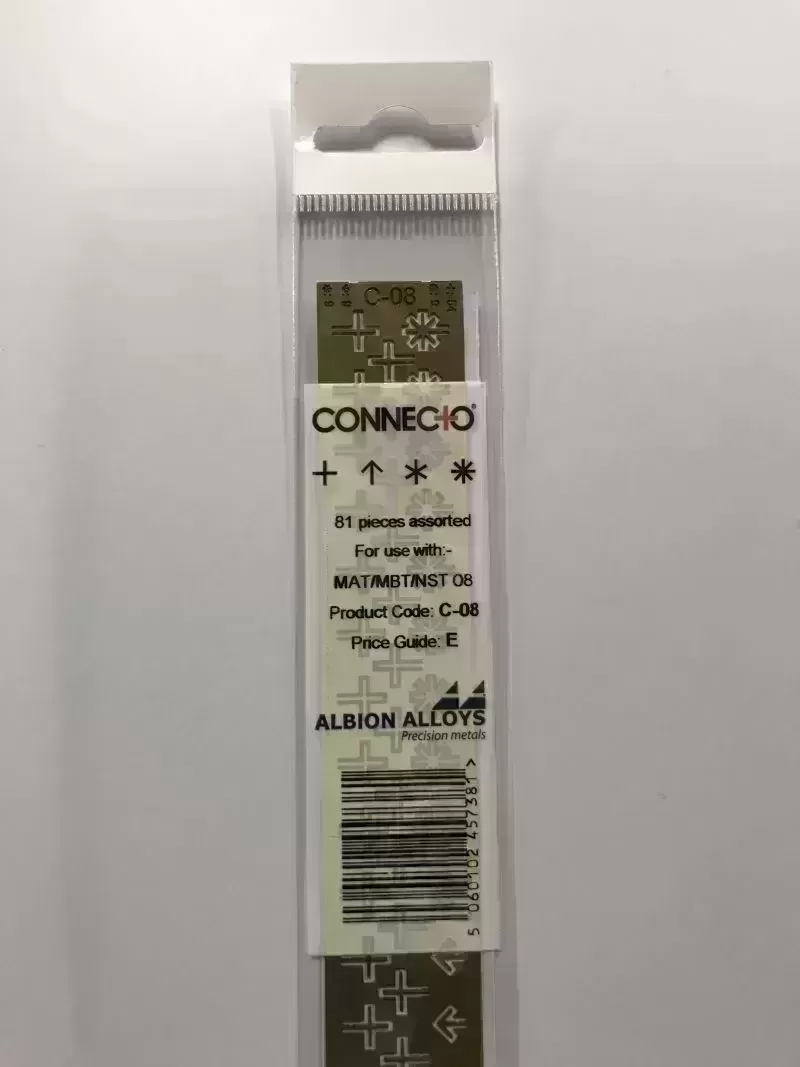 C-08
CONNECTO®
81 pieces assorted
For use with:-
MAT/MBT/NST 08
Product Code: C-08
Price Guide: E
ALBION ALLOYS
Precision metals
5 060102 457381 >